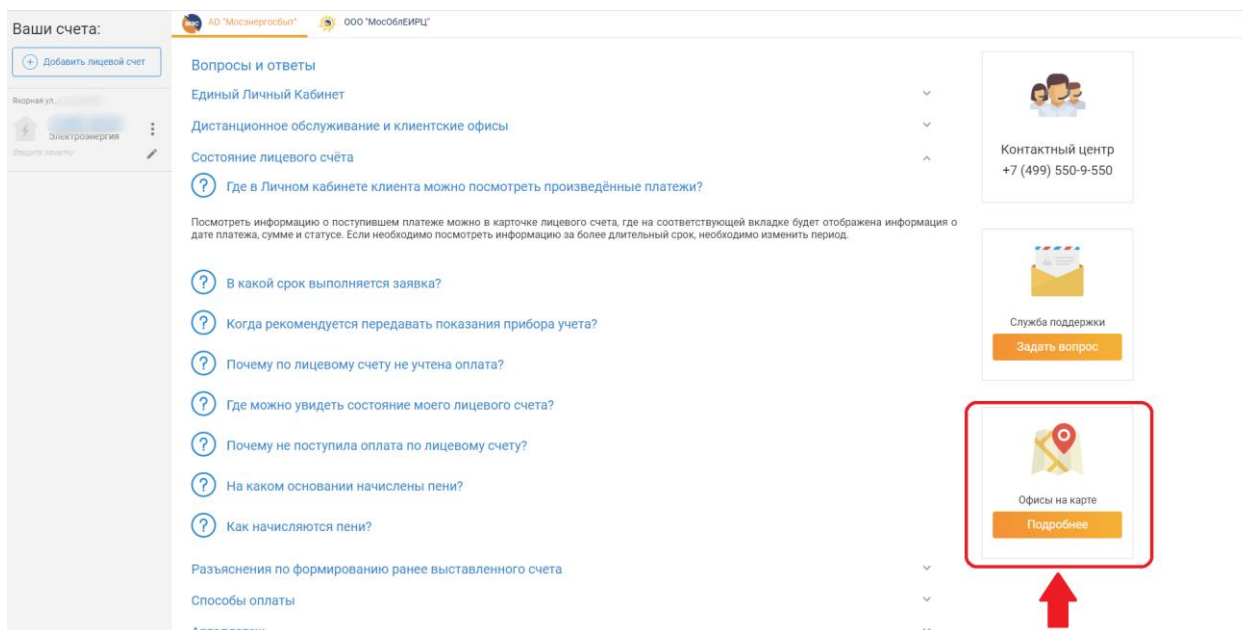 Ваши счета:
Добавить лицевой счет
Якорная ул.,
Электроэнергия
Введите заметку
АО "Мосэнергосбыт"
ООО "МосОблЕИРЦ"
Вопросы и ответы
Единый Личный Кабинет
Дистанционное обслуживание и клиентские офисы
Состояние лицевого счёта
Где в Личном кабинете клиента можно посмотреть произведённые платежи?
Посмотреть информацию о поступившем платеже можно в карточке лицевого счета, где на соответствующей вкладке будет отображена информация о
дате платежа, сумме и статусе. Если необходимо посмотреть информацию за более длительный срок, необходимо изменить период.
В какой срок выполняется заявка?
Когда рекомендуется передавать показания прибора учета?
Почему по лицевому счету не учтена оплата?
Где можно увидеть состояние моего лицевого счета?
Почему не поступила оплата по лицевому счету?
На каком основании начислены пени?
Как начисляются пени?
Разъяснения по формированию ранее выставленного счета
Способы оплаты
Контактный центр
+7 (499) 550-9-550
Служба поддержки
Задать вопрос
Офисы на карте
Подробнее